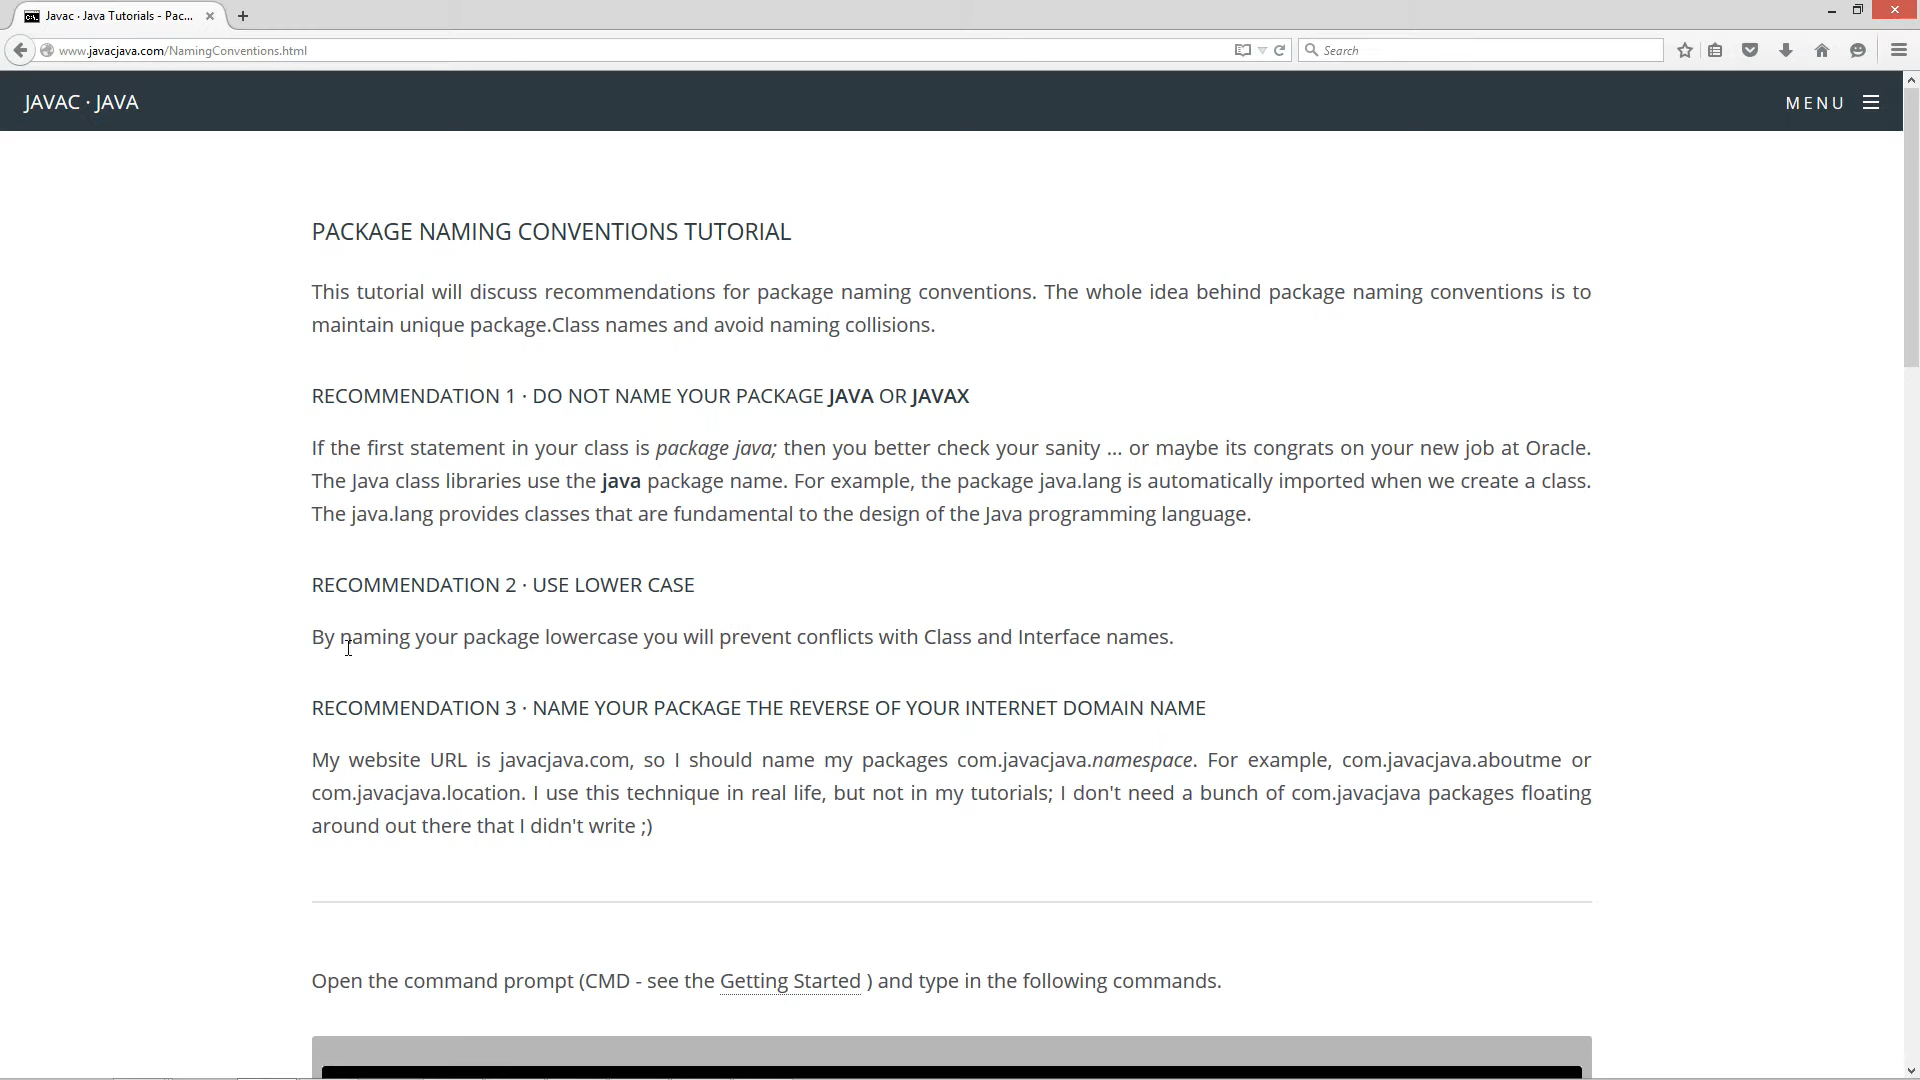 Javac · Java Tutorials - Pac...
www.javacjava.com/NamingConventions.html
Search
JAVAC · JAVA
MENU
PACKAGE NAMING CONVENTIONS TUTORIAL
This tutorial will discuss recommendations for package naming conventions. The whole idea behind package naming conventions is to
maintain unique package.Class names and avoid naming collisions.
RECOMMENDATION 1 · DO NOT NAME YOUR PACKAGE JAVA OR JAVAX
If the first statement in your class is package java; then you better check your sanity ... or maybe its congrats on your new job at Oracle.
The Java class libraries use the java package name. For example, the package java.lang is automatically imported when we create a class.
The java.lang provides classes that are fundamental to the design of the Java programming language.
RECOMMENDATION 2 · USE LOWER CASE
By naming your package lowercase you will prevent conflicts with Class and Interface names.
RECOMMENDATION 3 · NAME YOUR PACKAGE THE REVERSE OF YOUR INTERNET DOMAIN NAME
My website URL is javacjava.com, so I should name my packages com.javacjava.namespace. For example, com.javacjava.aboutme or
com.javacjava.location. I use this technique in real life, but not in my tutorials; I don't need a bunch of com.javacjava packages floating
around out there that I didn't write ;)
Open the command prompt (CMD - see the Getting Started ) and type in the following commands.